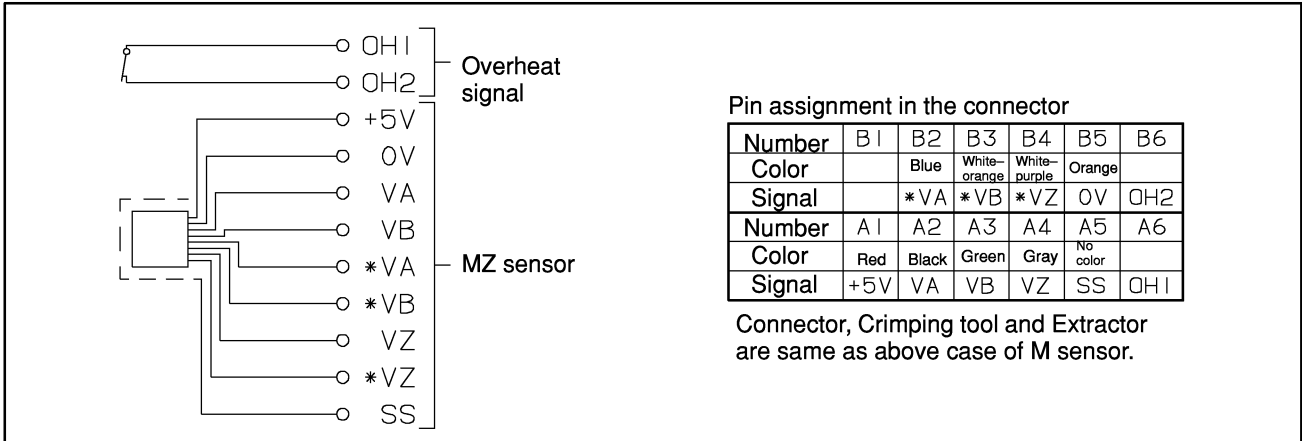 OH1
OH2
Overheat
signal
+5V
0V
VA
VB
*VA
*VB
VZ
*VZ
SS
MZ sensor
Pin assignment in the connector
Number B1 B2 B3 B4 B5 B6
Color Blue White–orange White–purple Orange
Signal *VA *VB *VZ 0V OH2
Number A1 A2 A3 A4 A5 A6
Color Red Black Green Gray No color
Signal +5V VA VB VZ SS OH1
Connector, Crimping tool and Extractor
are same as above case of M sensor.